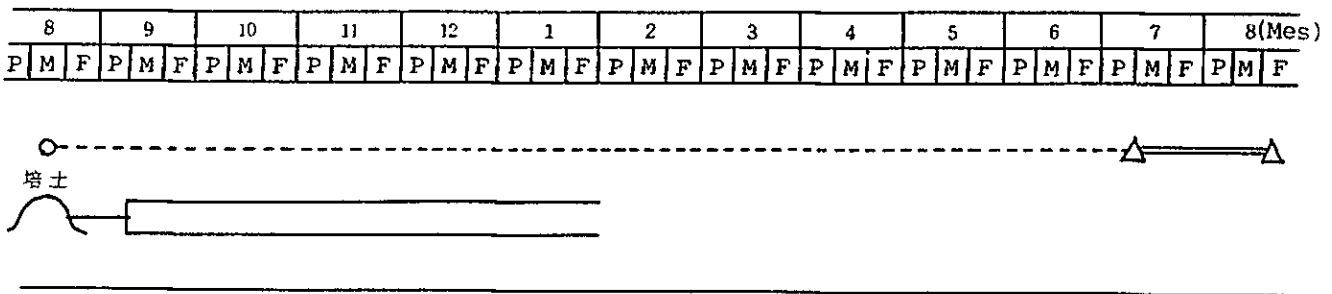 8 9 10 11 12 1 2 3 4 5 6 7 8(Mes)
P M F P M F P M F P M F P M F P M F P M F P M F P M F P M F P M F P M F P M F
培土